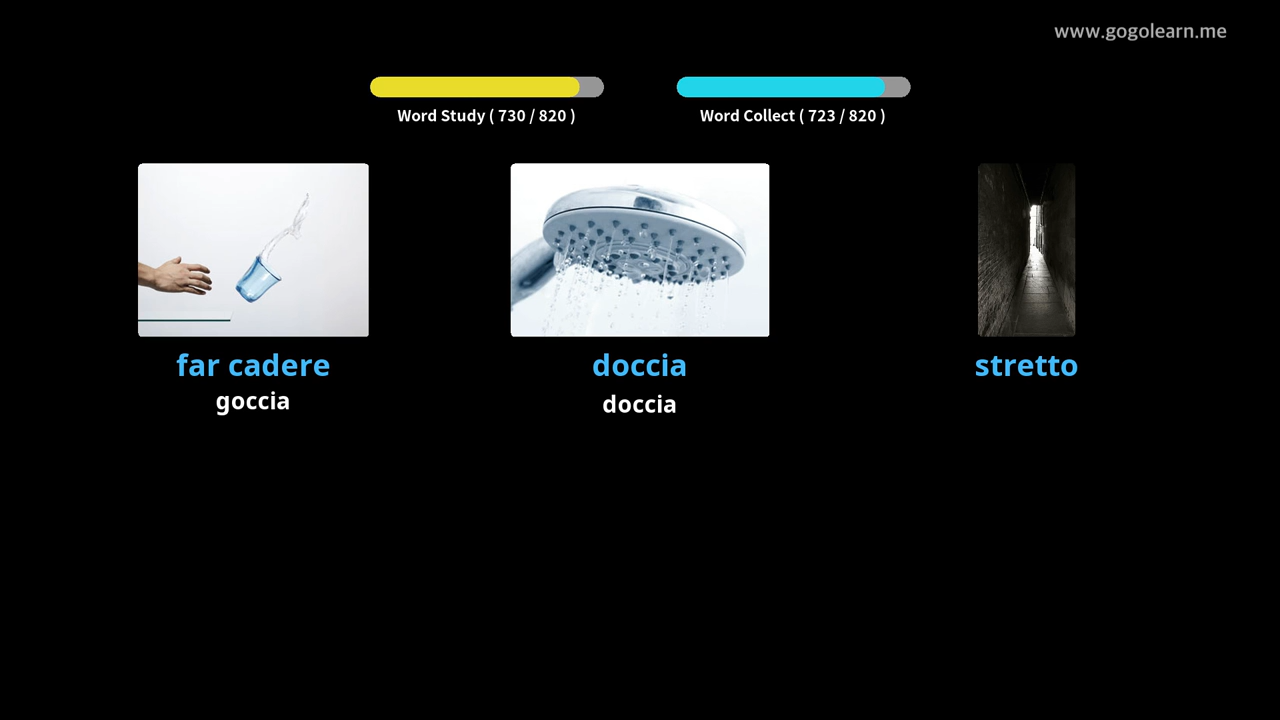 www.gogolearn.me
Word Study ( 730 / 820 )
Word Collect ( 723 / 820 )
far cadere
goccia
doccia
doccia
stretto